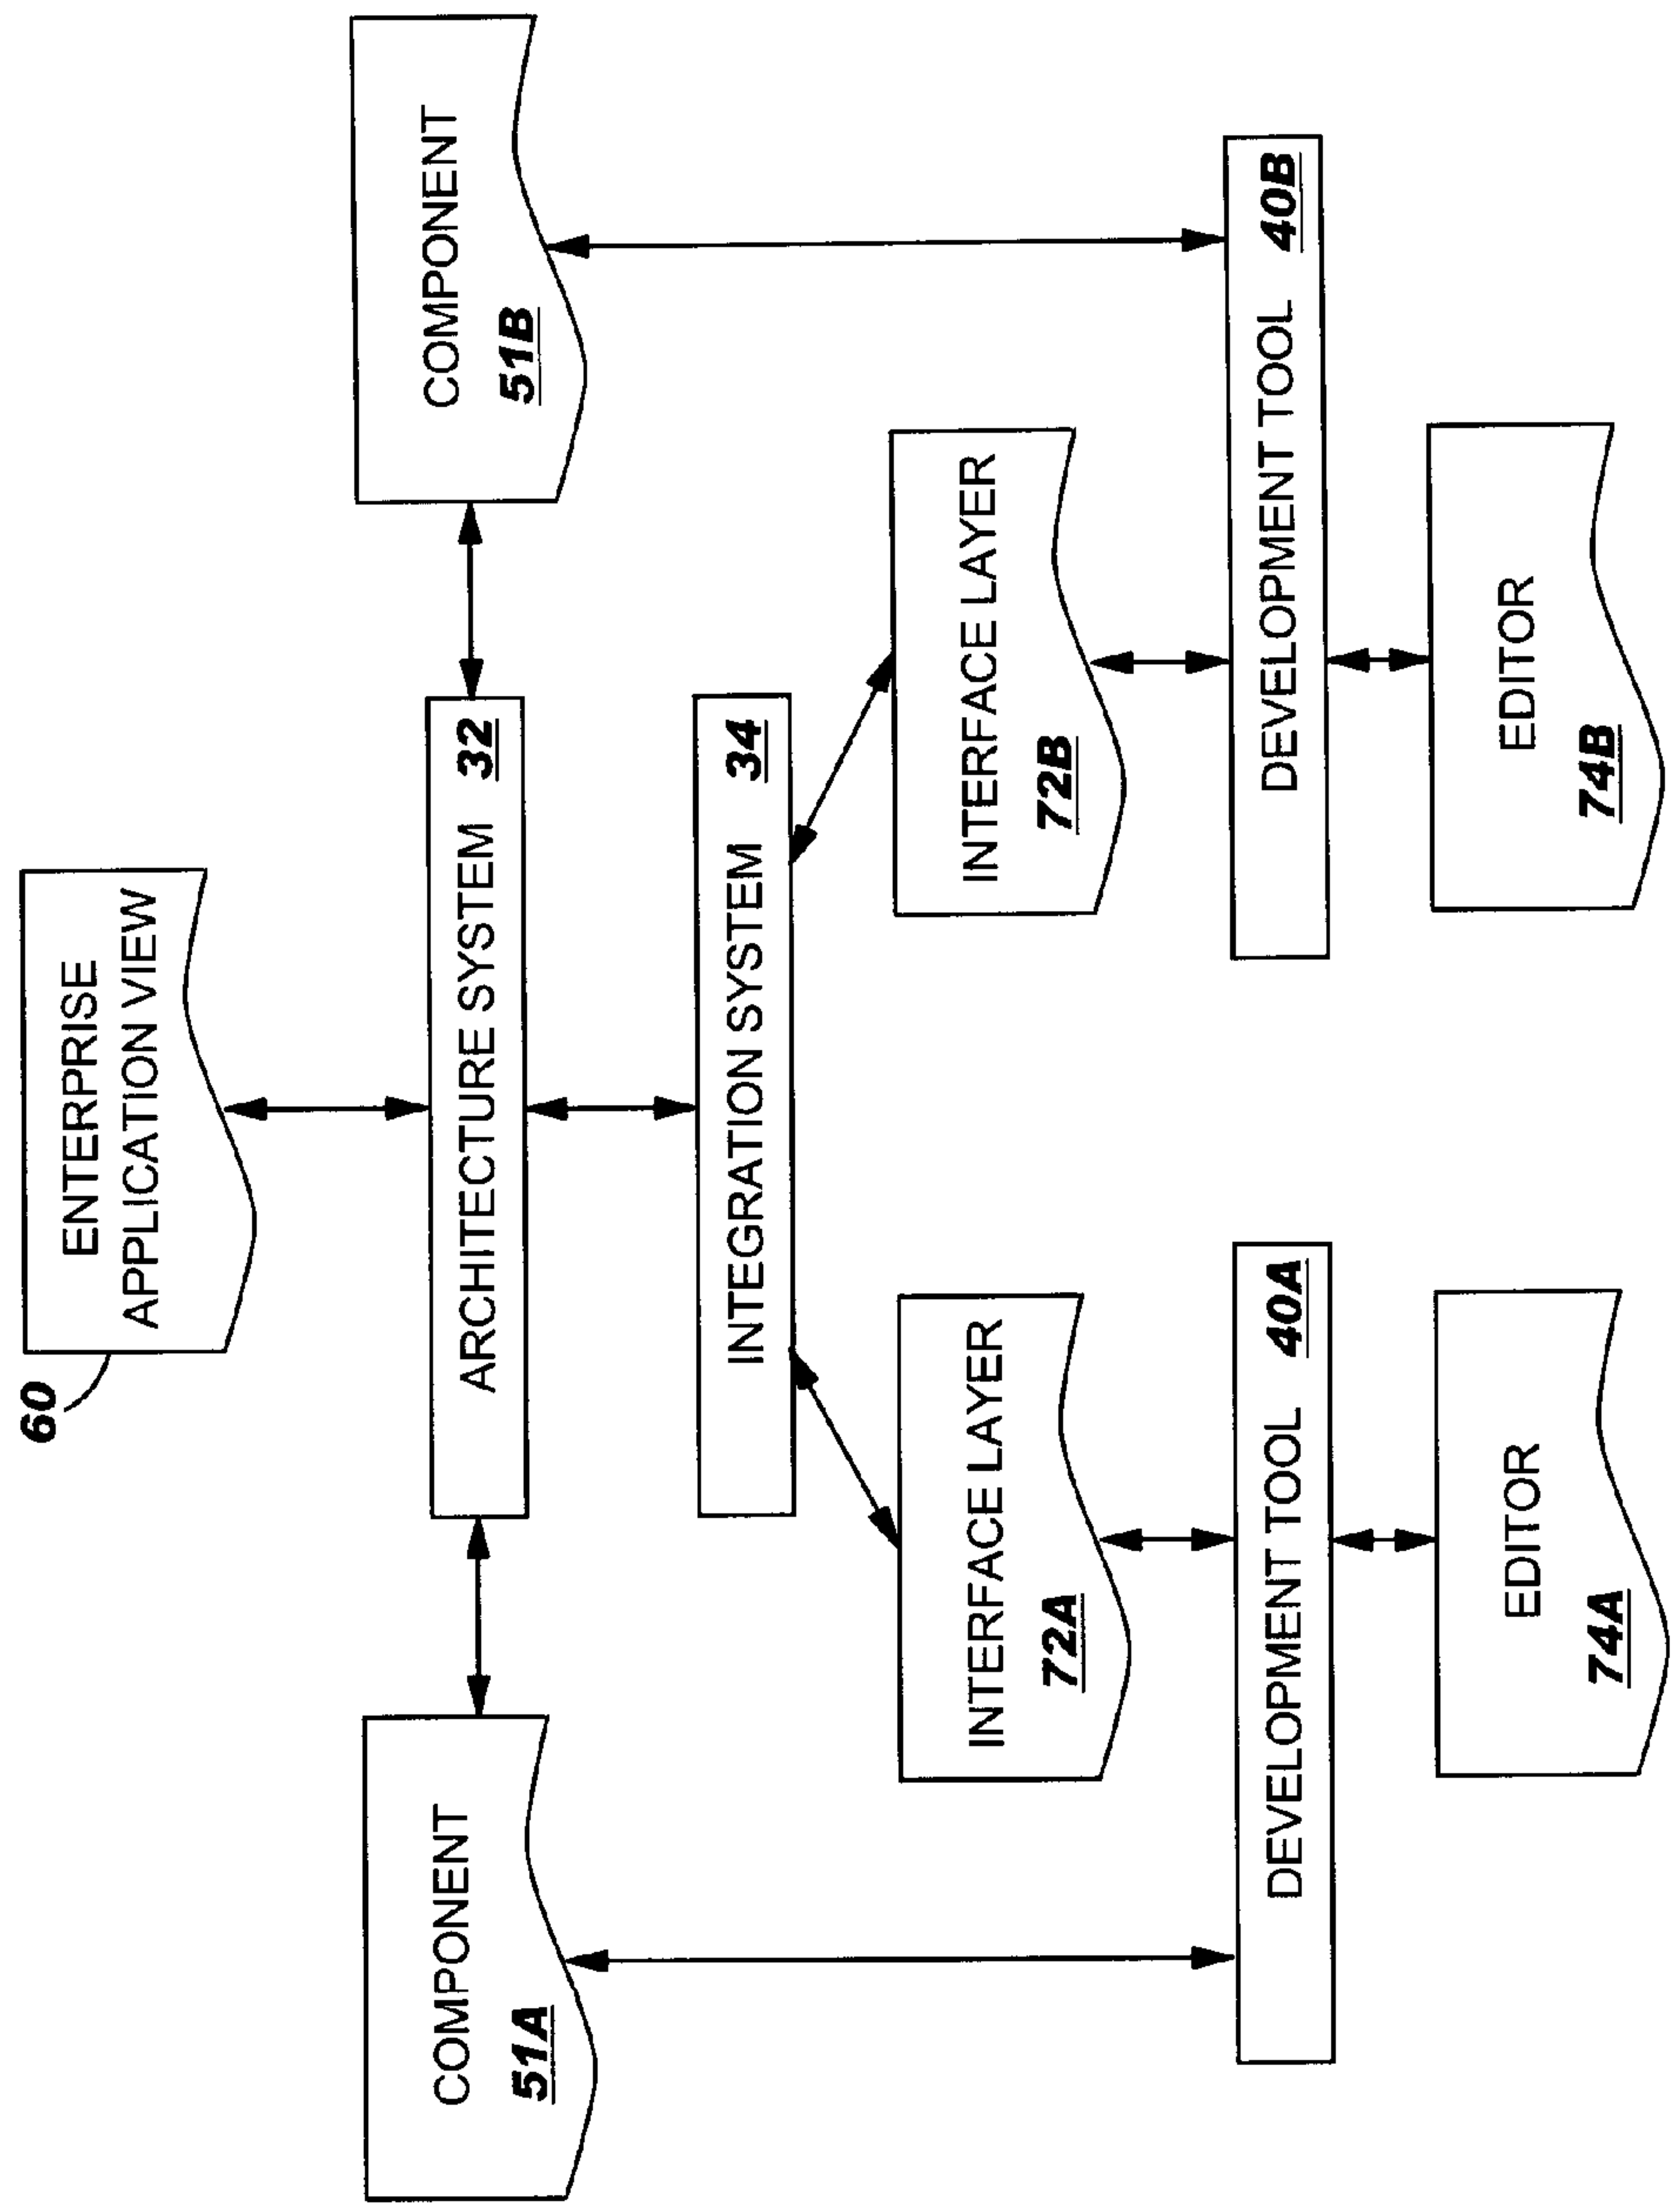 60
ENTERPRISE
APPLICATION VIEW
COMPONENT
51A
ARCHITECTURE SYSTEM 32
COMPONENT
51B
INTEGRATION SYSTEM 34
INTERFACE LAYER
72A
INTERFACE LAYER
72B
DEVELOPMENT TOOL 40A
DEVELOPMENT TOOL 40B
EDITOR
74A
EDITOR
74B